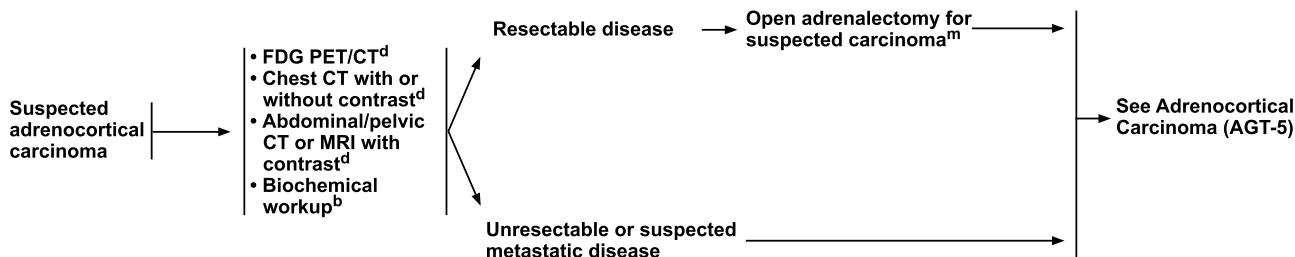 Suspected
adrenocortical
carcinoma
• FDG PET/CTd
• Chest CT with or
without contrastd
• Abdominal/pelvic
CT or MRI with
contrastd
• Biochemical
workupb
Resectable disease
Open adrenalectomy for
suspected carcinomam
Unresectable or suspected
metastatic disease
See Adrenocortical
Carcinoma (AGT-5)